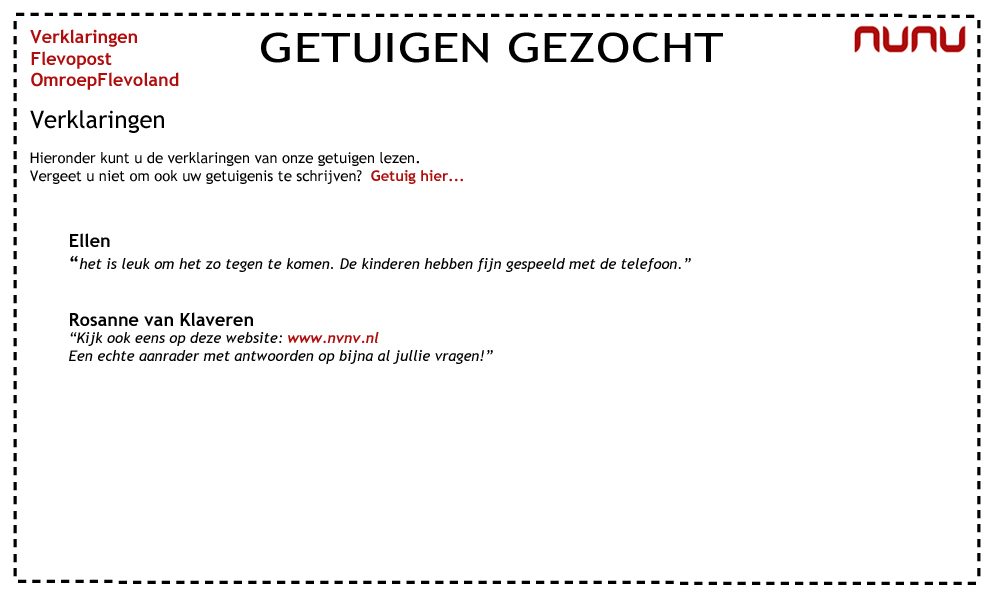 Verklaringen
Flevopost
OmroepFlevoland
GETUIGEN GEZOCHT
nunu
Verklaringen
Hieronder kunt u de verklaringen van onze getuigen lezen.
Vergeet u niet om ook uw getuigenis te schrijven? Getuig hier...
Ellen
“het is leuk om het zo tegen te komen. De kinderen hebben fijn gespeeld met de telefoon.”
Rosanne van Klaveren
“Kijk ook eens op deze website: www.nvnv.nl
Een echte aanrader met antwoorden op bijna al jullie vragen!”